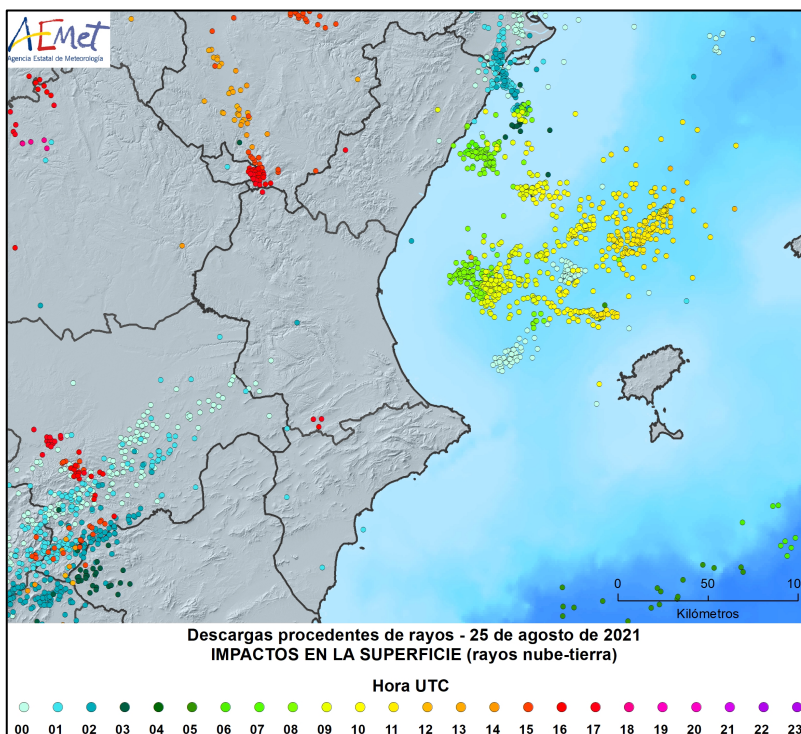 AEMet
Agencia Estatal de Meteorología
0 50 10
Kilómetros
Descargas procedentes de rayos - 25 de agosto de 2021
IMPACTOS EN LA SUPERFICIE (rayos nube-tierra)
Hora UTC
00 01 02 03 04 05 06 07 08 09 10 11 12 13 14 15 16 17 18 19 20 21 22 23